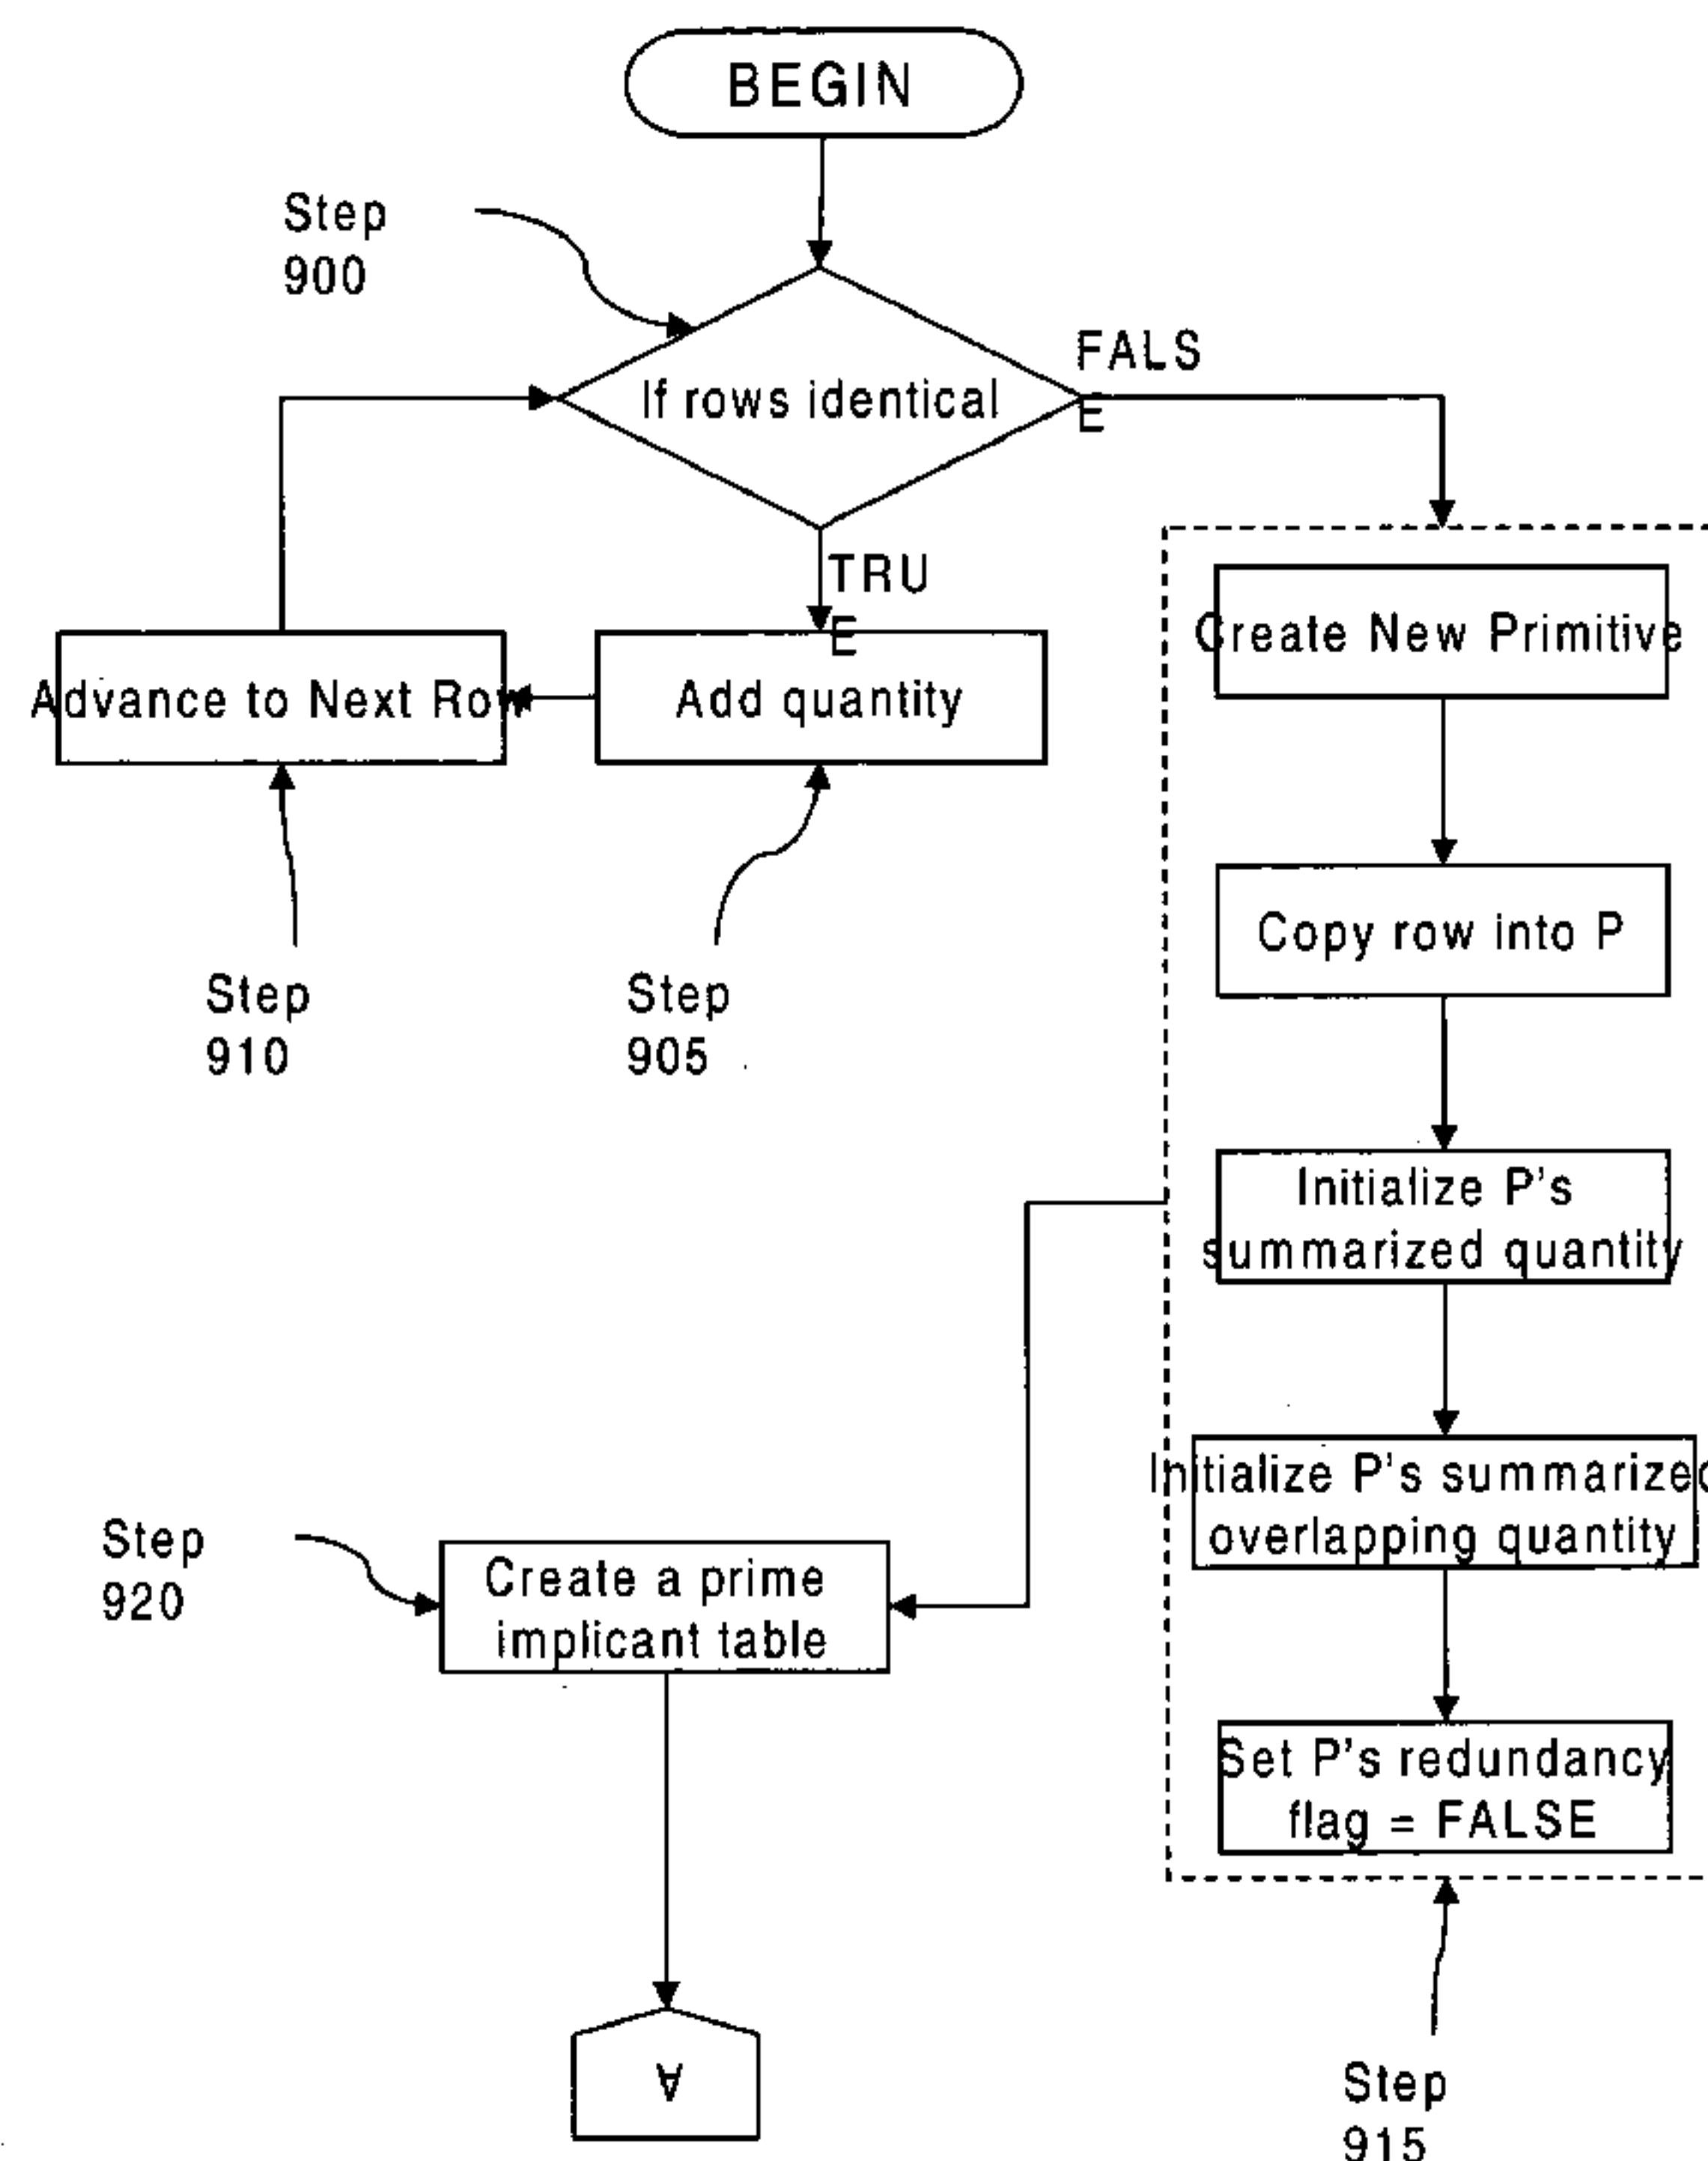 BEGIN
Step
900
If rows identical
FALS
E
TRU
E
Advance to Next Row
Add quantity
Step
910
Step
905
Create New Primitive
Copy row into P
Initialize P's
summarized quantity
Initialize P's summarized
overlapping quantity
Set P's redundancy
flag = FALSE
Step
915
Step
920
Create a prime
implicant table
A